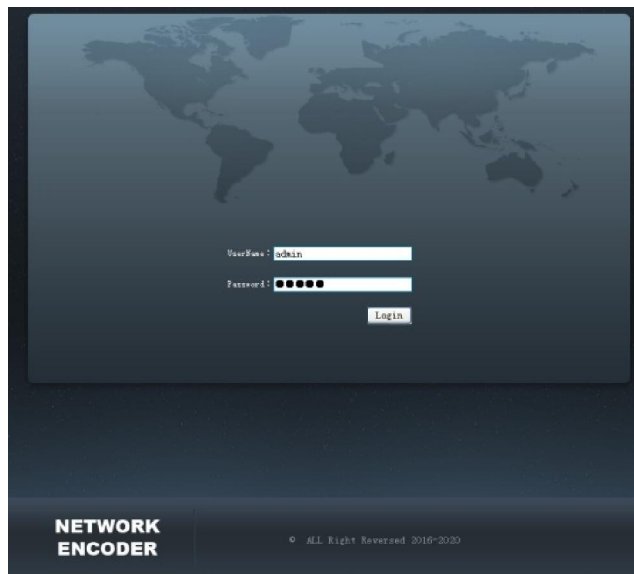 UserName:admin
Password:●●●●●
Login
NETWORK
ENCODER
© ALL Right Reversed 2016-2020